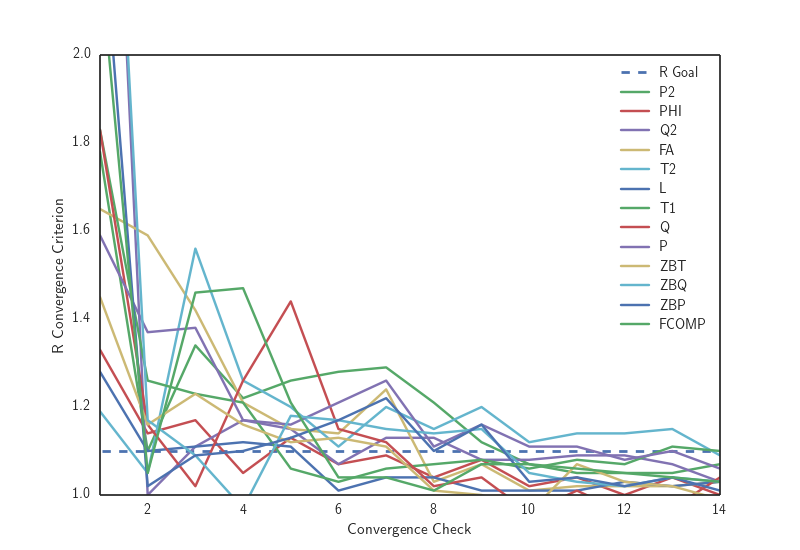 2.0
1.8
1.6
1.4
1.2
1.0
R Convergence Criterion
2 4 6 8 10 12 14
Convergence Check
R Goal
P2
PHI
Q2
FA
T2
L
T1
Q
P
ZBT
ZBQ
ZBP
FCOMP